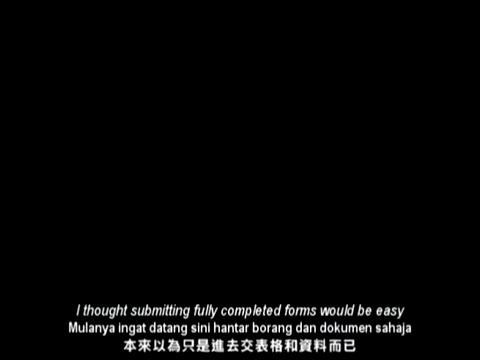 I thought submitting fully completed forms would be easy
Mulanya ingat datang sini hantar borang dan dokumen sahaja
本來以為只是進去交表格和資料而已